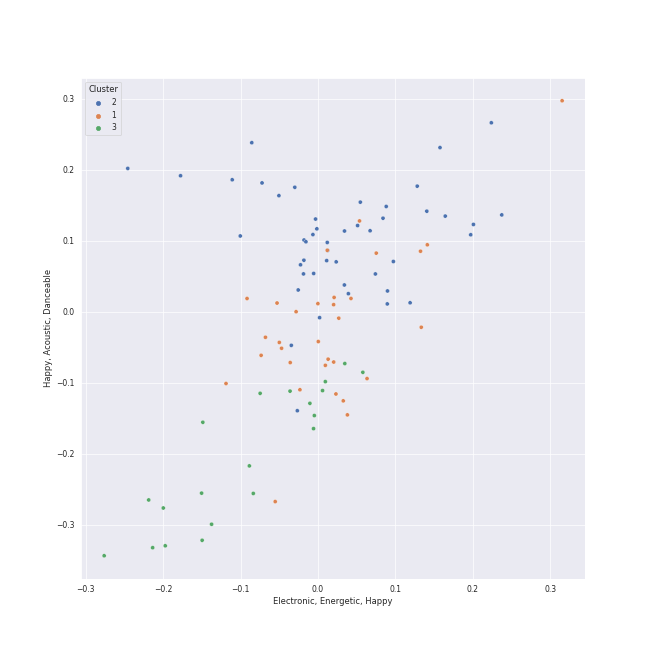 Cluster
2
1
3
0.3
0.2
0.1
0.0
−0.1
−0.2
−0.3
Happy, Acoustic, Danceable
−0.3 −0.2 −0.1 0.0 0.1 0.2 0.3
Electronic, Energetic, Happy